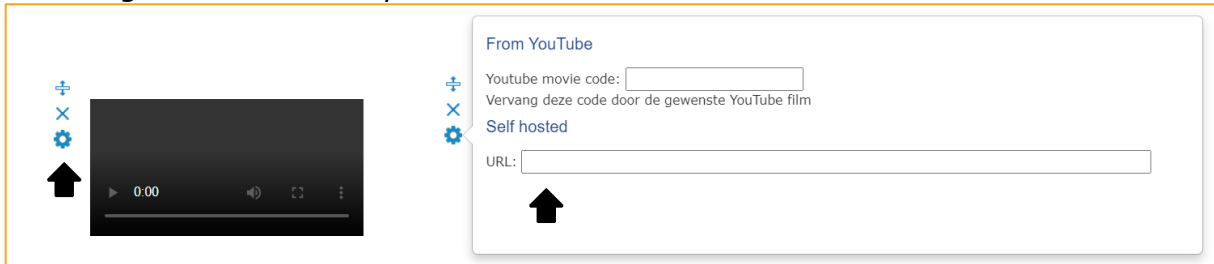 From YouTube
Youtube movie code:
Vervang deze code door de gewenste YouTube film
Self hosted
URL:
0:00